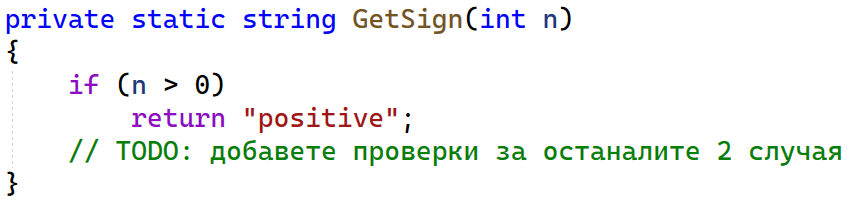 private static string GetSign(int n)
{
    if (n > 0)
        return "positive";
    // TODO: добавете проверки за останалите 2 случая
}